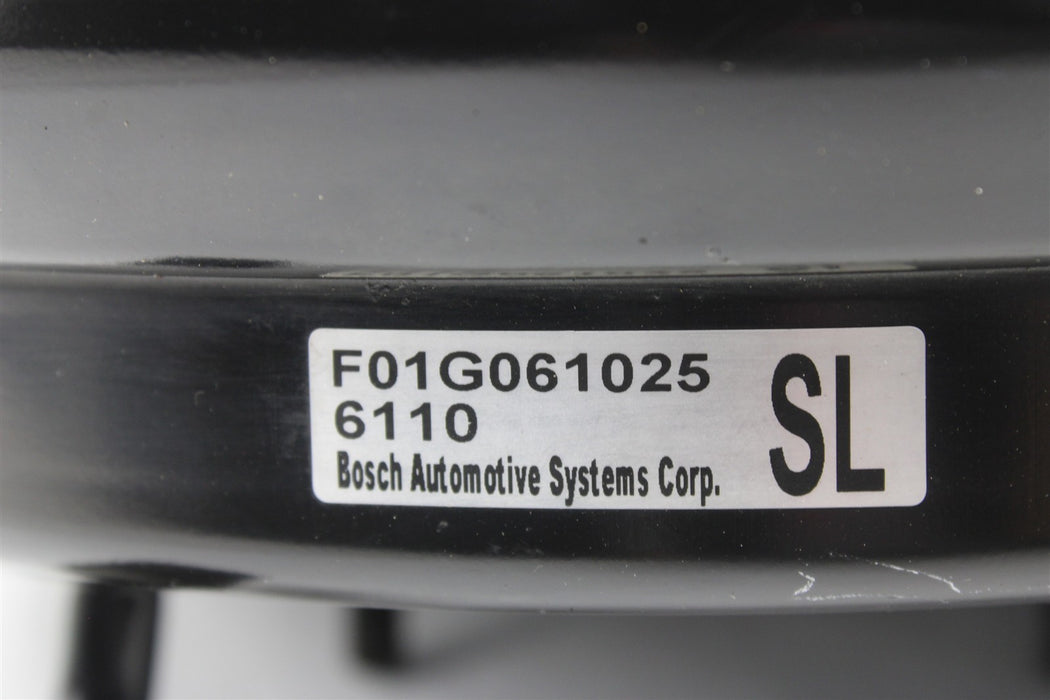 F01G061025
6110
Bosch Automotive Systems Corp.
SL